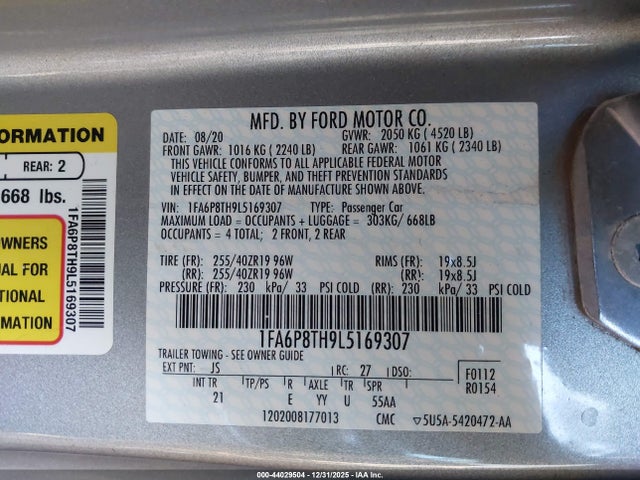 ORMATION
REAR: 2
668 lbs.
1FA6P8TH9L5169307
OWNERS
UAL FOR
TIONAL
FORMATION
MFD. BY FORD MOTOR CO.
DATE: 08/20 GVWR: 2050 KG ( 4520 LB)
FRONT GAWR: 1016 KG ( 2240 LB) REAR GAWR: 1061 KG ( 2340 LB)
THIS VEHICLE CONFORMS TO ALL APPLICABLE FEDERAL MOTOR
VEHICLE SAFETY, BUMPER, AND THEFT PREVENTION STANDARDS
IN EFFECT ON THE DATE OF MANUFACTURE SHOWN ABOVE.
VIN: 1FA6P8TH9L5169307 TYPE: Passenger Car
MAXIMUM LOAD = OCCUPANTS + LUGGAGE = 303KG/ 668LB
OCCUPANTS = 4 TOTAL; 2 FRONT, 2 REAR
TIRE (FR): 255/40ZR19 96W RIMS (FR): 19x8.5J
(RR): 255/40ZR19 96W (RR): 19x8.5J
PRESSURE (FR): 230 kPa/ 33 PSI COLD (RR): 230 kPa/ 33 PSI COLD
1FA6P8TH9L5169307
TRAILER TOWING - SEE OWNER GUIDE
EXT PNT: JS RC: 27 DSO: F0112
INT TR TP/PS R AXLE TR SPR R0154
21 E YY U 55AA
1202008177013 CMC ▽5U5A-5420472-AA
000-44029504 - 12/31/2025 - IAA Inc.